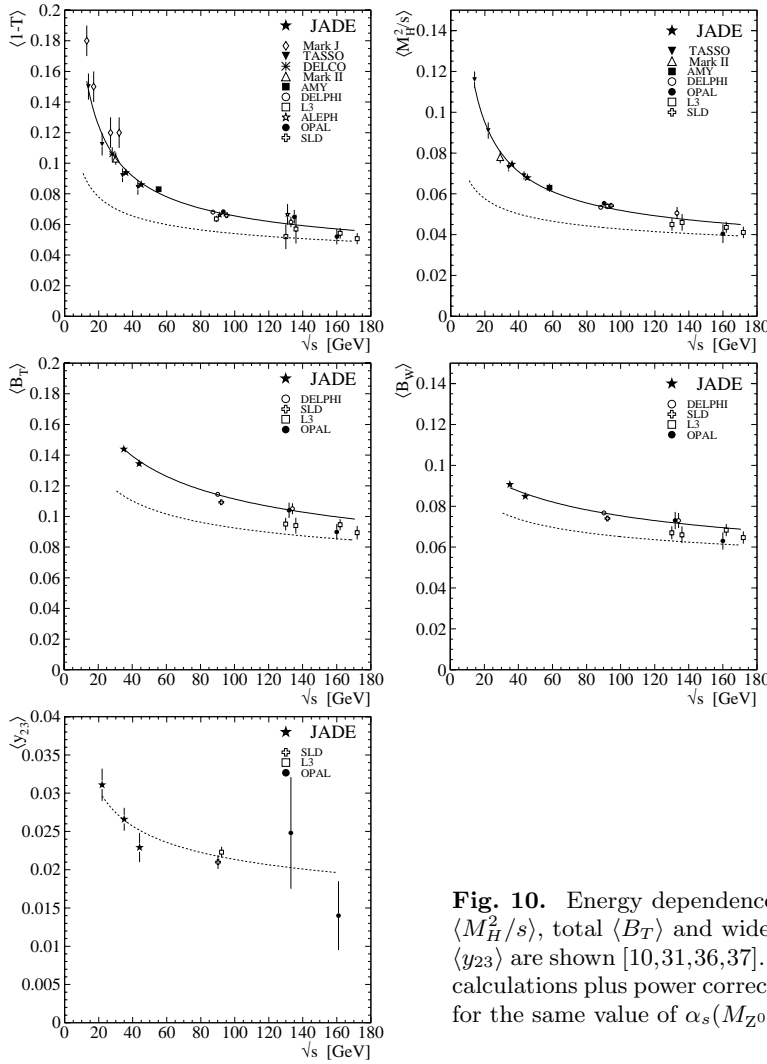 ⟨1-T⟩
0.2
0.18
0.16
0.14
0.12
0.1
0.08
0.06
0.04
0.02
0
0 20 40 60 80 100 120 140 160 180
√s [GeV]
JADE
Mark J
TASSO
DELCO
Mark II
AMY
DELPHI
L3
ALEPH
OPAL
SLD
⟨M_H^2/s⟩
0.14
0.12
0.1
0.08
0.06
0.04
0.02
0
0 20 40 60 80 100 120 140 160 180
√s [GeV]
JADE
TASSO
Mark II
AMY
DELPHI
OPAL
L3
SLD
⟨B_T⟩
0.2
0.18
0.16
0.14
0.12
0.1
0.08
0.06
0.04
0.02
0
0 20 40 60 80 100 120 140 160 180
√s [GeV]
JADE
DELPHI
SLD
L3
OPAL
⟨B_W⟩
0.14
0.12
0.1
0.08
0.06
0.04
0.02
0
0 20 40 60 80 100 120 140 160 180
√s [GeV]
JADE
DELPHI
SLD
L3
OPAL
⟨y_23⟩
0.04
0.035
0.03
0.025
0.02
0.015
0.01
0.005
0
0 20 40 60 80 100 120 140 160 180
√s [GeV]
JADE
SLD
L3
OPAL
Fig. 10. Energy dependence
⟨M_H^2/s⟩, total ⟨B_T⟩ and wide
⟨y_23⟩ are shown [10,31,36,37].
calculations plus power correc
for the same value of α_s(M_Z0